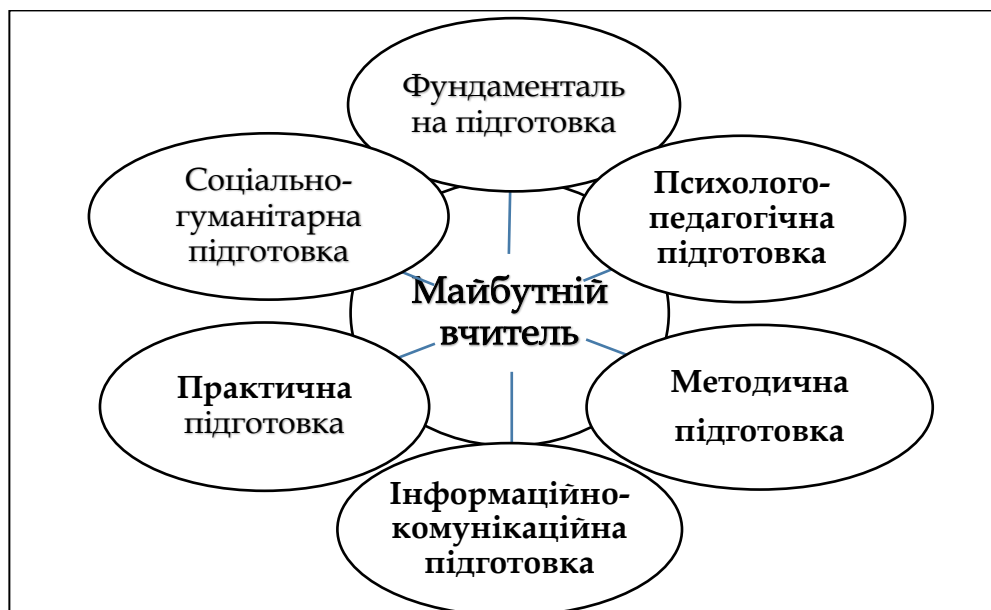 Фундаменталь
на підготовка
Соціально-
гуманітарна
підготовка
Психолого-
педагогічна
підготовка
Майбутній
вчитель
Практична
підготовка
Методична
підготовка
Інформаційно-
комунікаційна
підготовка